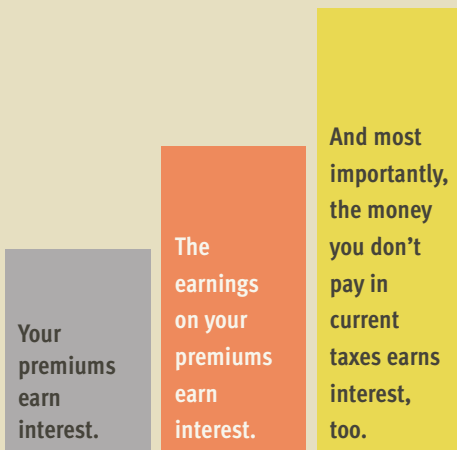 Your
premiums
earn
interest.
The
earnings
on your
premiums
earn
interest.
And most
importantly,
the money
you don’t
pay in
current
taxes earns
interest,
too.